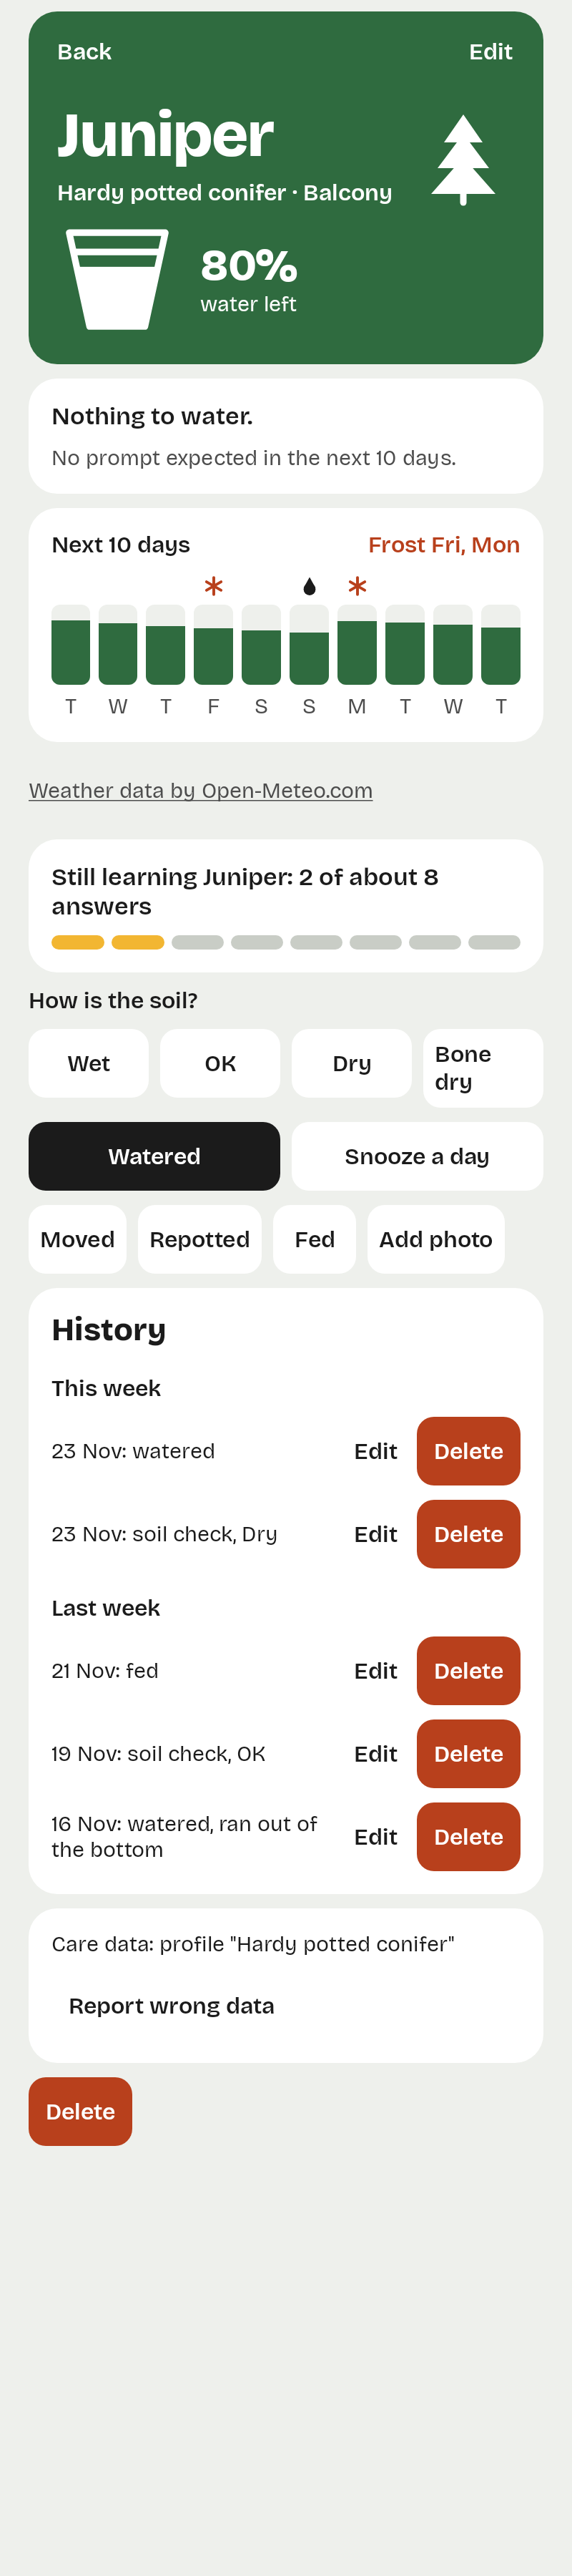 Back
Edit
Juniper
Hardy potted conifer · Balcony
80%
water left
Nothing to water.
No prompt expected in the next 10 days.
Next 10 days
Frost Fri, Mon
T W T F S S M T W T
Weather data by Open-Meteo.com
Still learning Juniper: 2 of about 8
answers
How is the soil?
Wet
OK
Dry
Bone
dry
Watered
Snooze a day
Moved
Repotted
Fed
Add photo
History
This week
23 Nov: watered
Edit
Delete
23 Nov: soil check, Dry
Edit
Delete
Last week
21 Nov: fed
Edit
Delete
19 Nov: soil check, OK
Edit
Delete
16 Nov: watered, ran out of
the bottom
Edit
Delete
Care data: profile "Hardy potted conifer"
Report wrong data
Delete